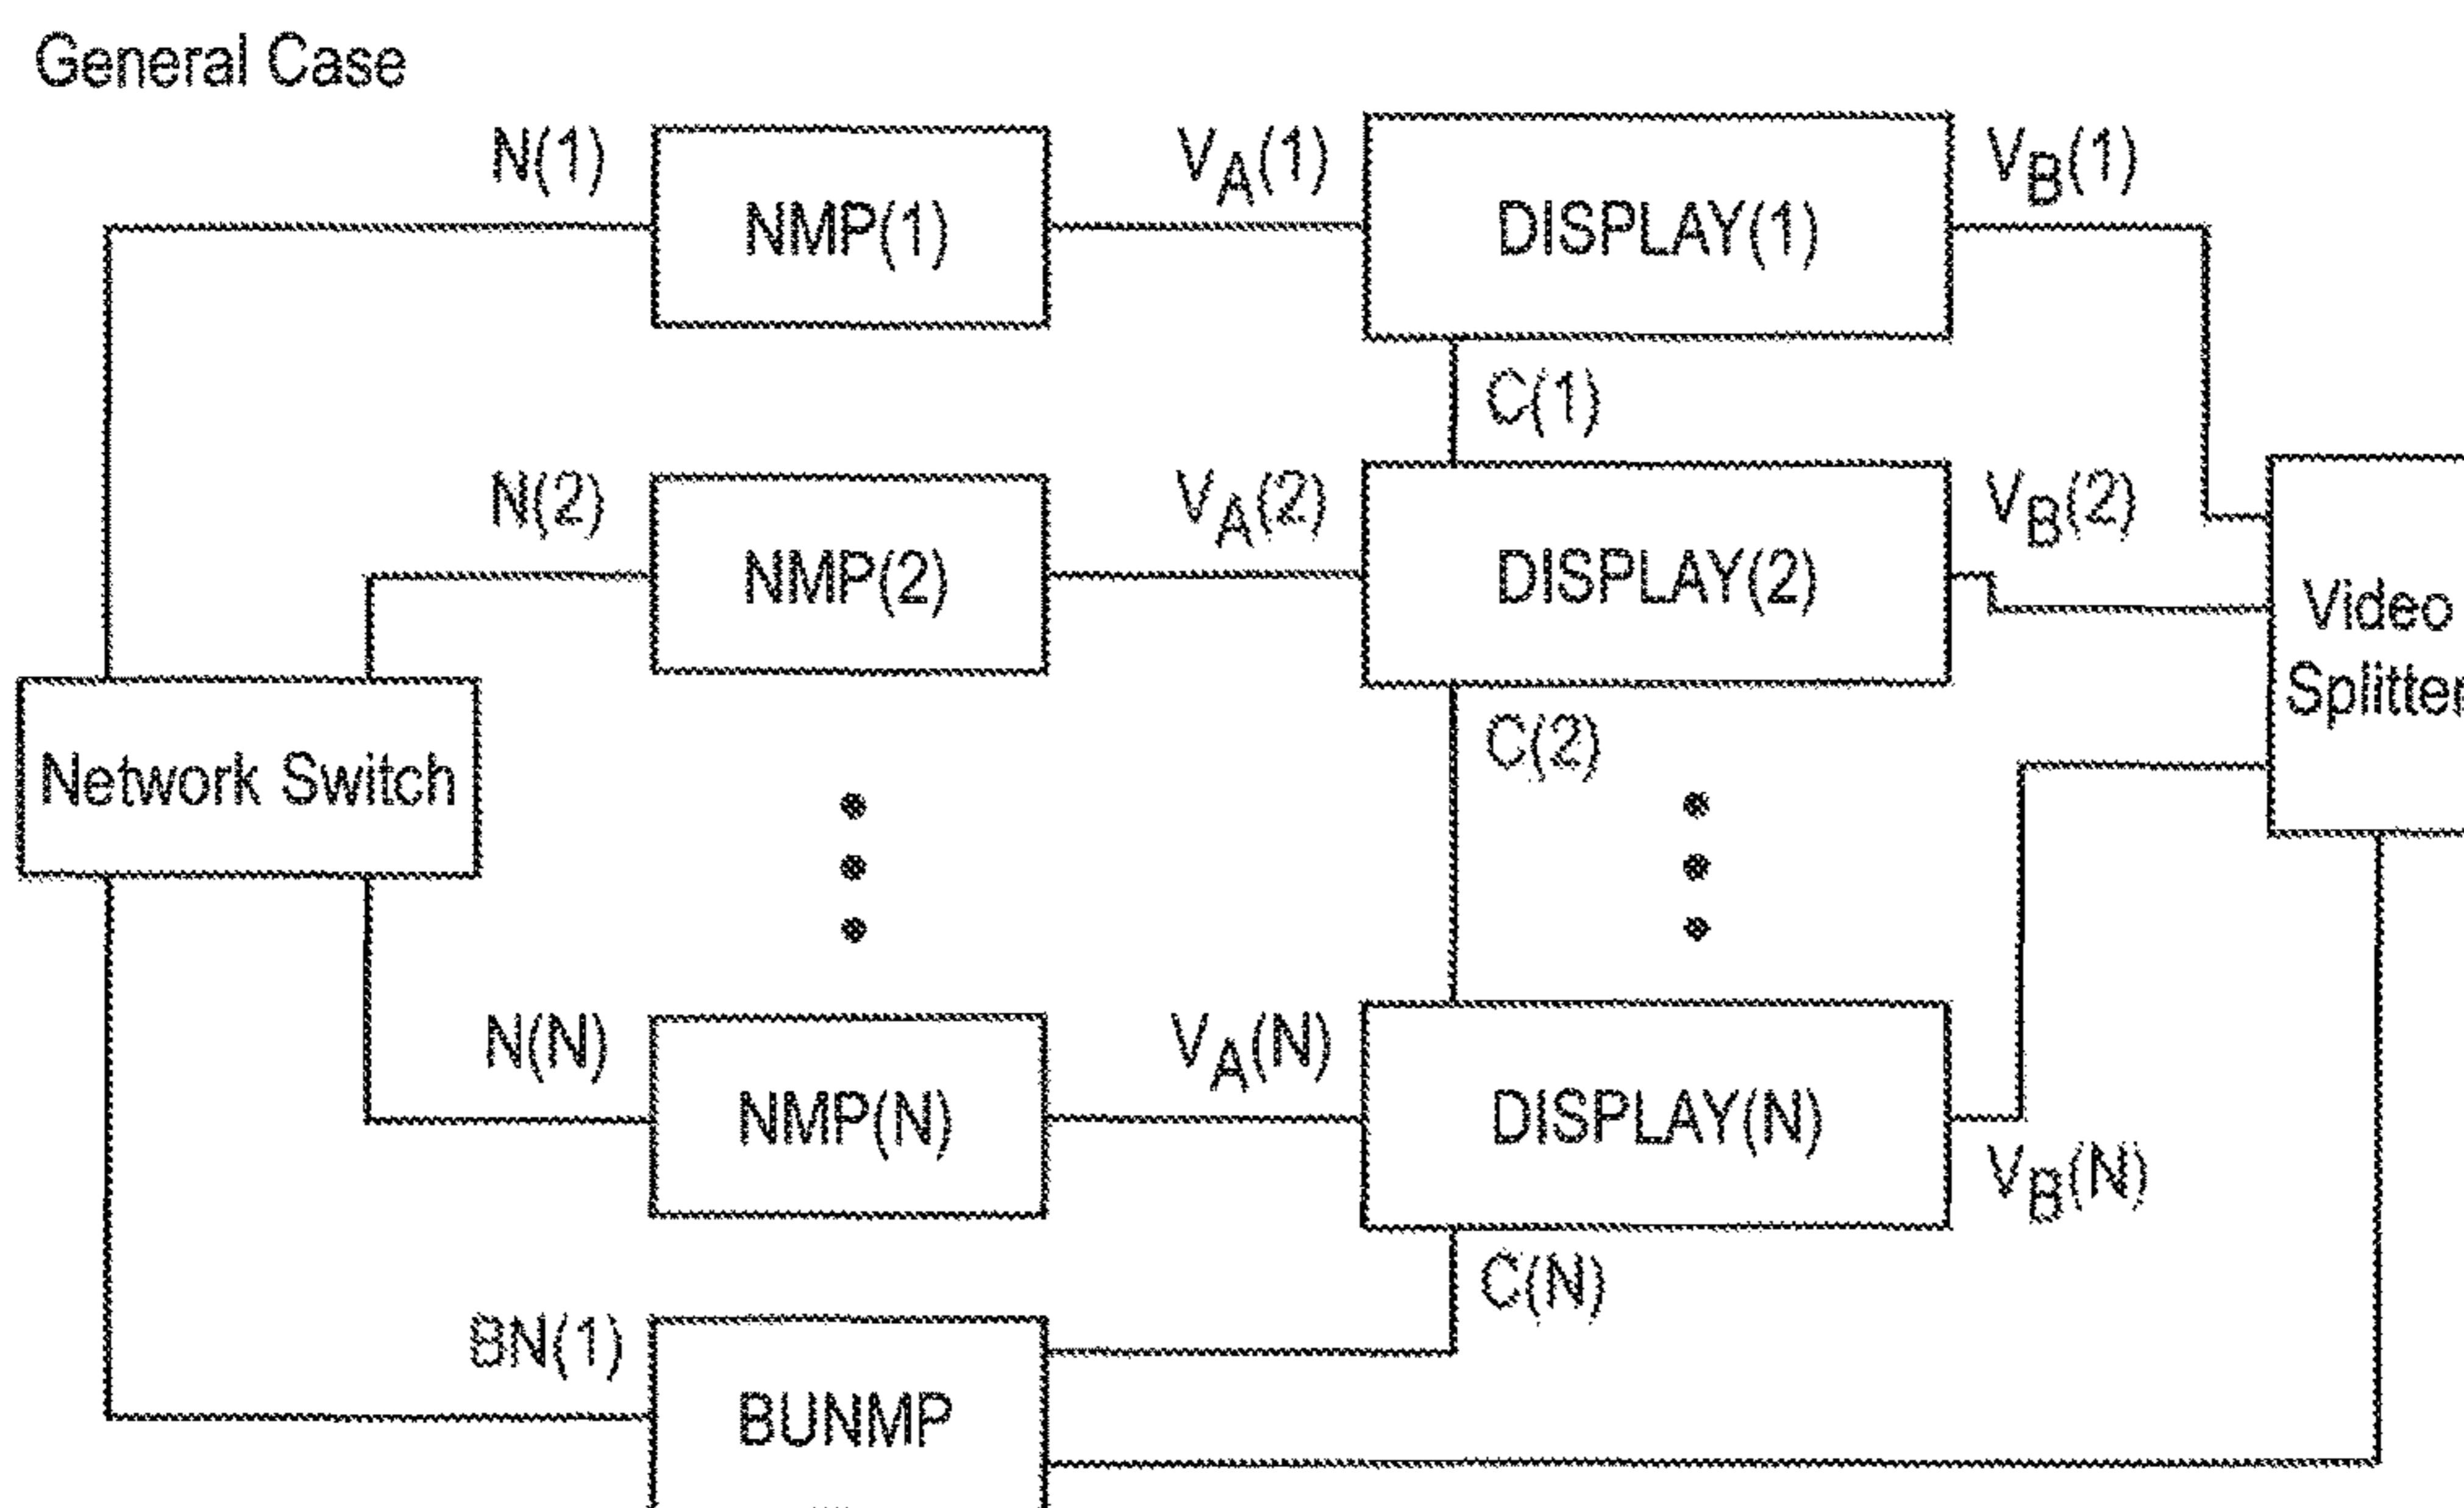 General Case
N(1)
NMP(1)
VA(1)
DISPLAY(1)
VB(1)
C(1)
N(2)
NMP(2)
VA(2)
DISPLAY(2)
VB(2)
Video
Splitter
C(2)
Network Switch
N(N)
NMP(N)
VA(N)
DISPLAY(N)
VB(N)
C(N)
BN(1)
BUNMP